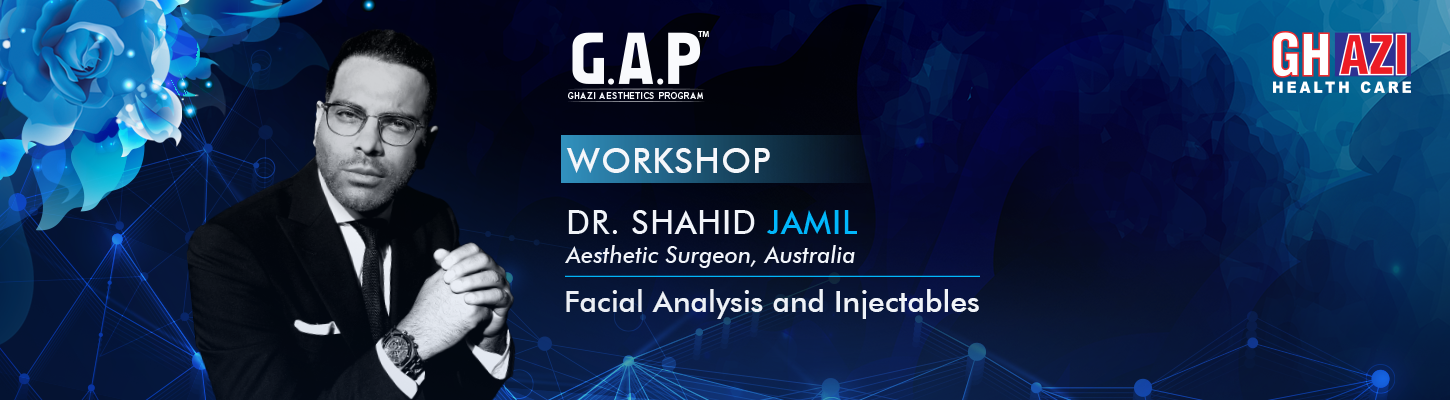 G.A.P™
GHAZI AESTHETICS PROGRAM
GHAZI
HEALTH CARE
WORKSHOP
DR. SHAHID JAMIL
Aesthetic Surgeon, Australia
Facial Analysis and Injectables